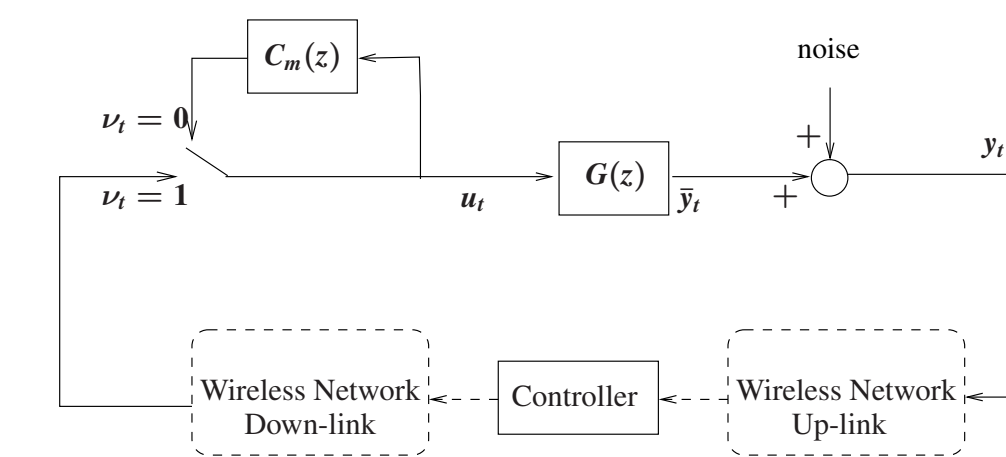 C_m(z)
noise
ν_t = 0
+
y_t
G(z)
ν_t = 1
u_t
ȳ_t
+
Wireless Network
Down-link
Controller
Wireless Network
Up-link